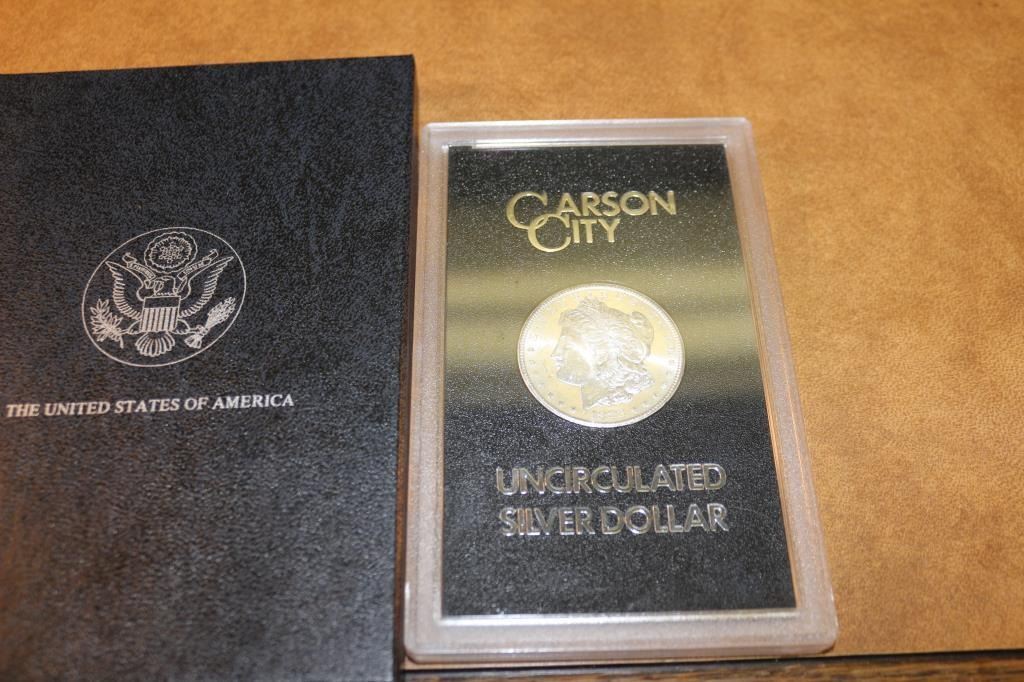 THE UNITED STATES OF AMERICA
CARSON
CITY
UNCIRCULATED
SILVER DOLLAR